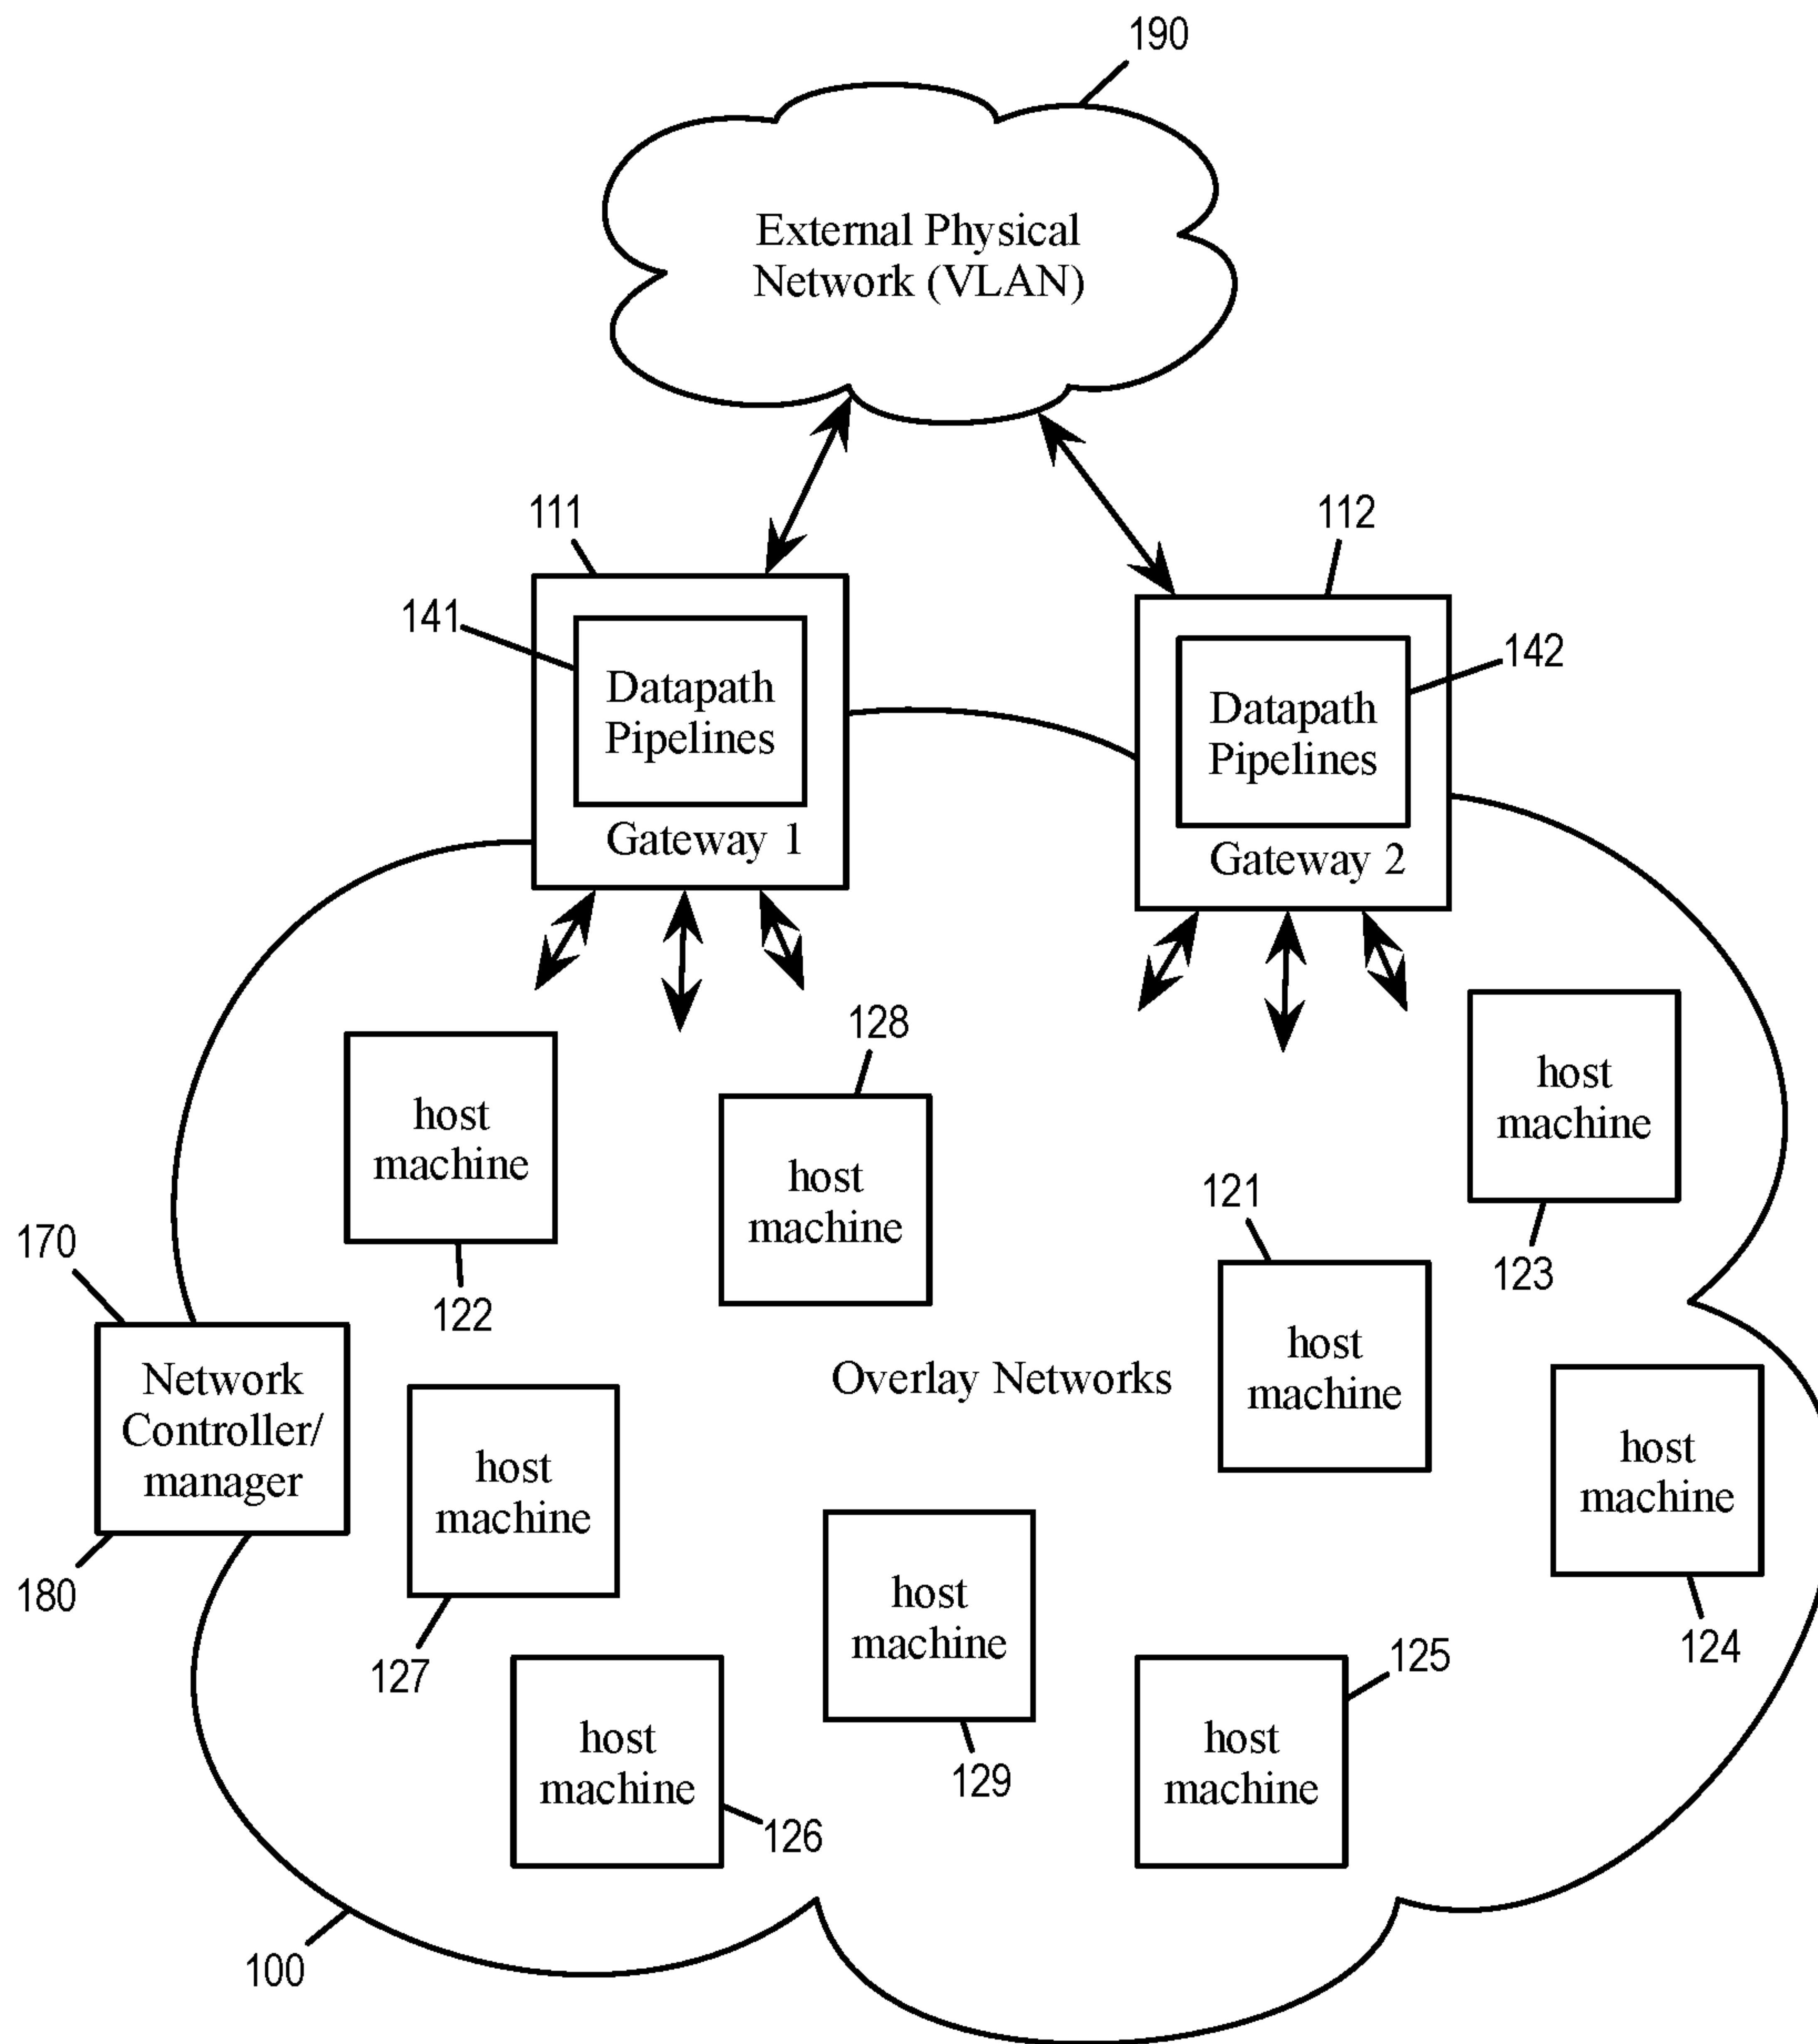 190
External Physical
Network (VLAN)
111
112
141
142
Datapath
Pipelines
Gateway 1
Datapath
Pipelines
Gateway 2
128
host
machine
122
host
machine
host
machine
123
121
host
machine
170
Network
Controller/
manager
180
Overlay Networks
host
machine
127
host
machine
124
host
machine
129
host
machine
126
host
machine
125
100